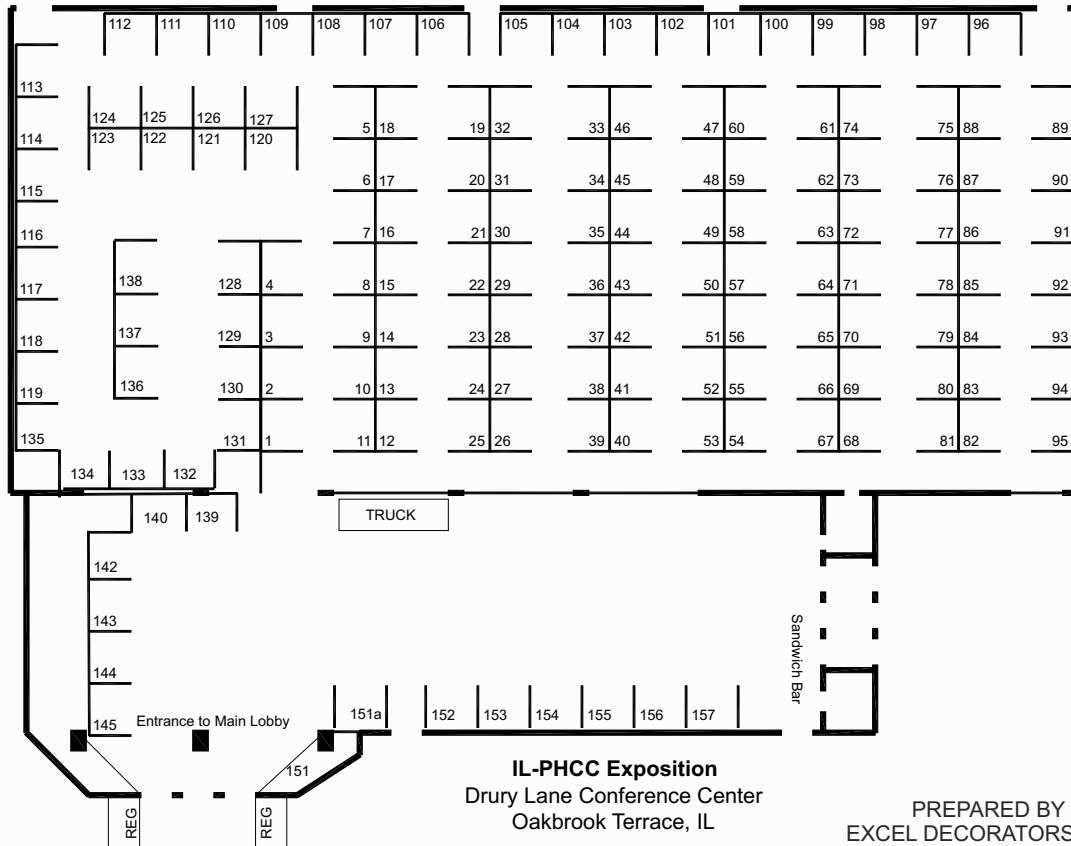 112 111 110 109 108 107 106 105 104 103 102 101 100 99 98 97 96
113
124 125 126 127 5 18 19 32 33 46 47 60 61 74 75 88 89
114 123 122 121 120
115 6 17 20 31 34 45 48 59 62 73 76 87 90
116 7 16 21 30 35 44 49 58 63 72 77 86 91
117 138 128 4 8 15 22 29 36 43 50 57 64 71 78 85 92
118 137 129 3 9 14 23 28 37 42 51 56 65 70 79 84 93
119 136 130 2 10 13 24 27 38 41 52 55 66 69 80 83 94
135 131 1 11 12 25 26 39 40 53 54 67 68 81 82 95
134 133 132
140 139 TRUCK
142
143
Sandwich Bar
144
145 Entrance to Main Lobby 151a 152 153 154 155 156 157
151
REG REG
IL-PHCC Exposition
Drury Lane Conference Center
Oakbrook Terrace, IL
PREPARED BY
EXCEL DECORATORS